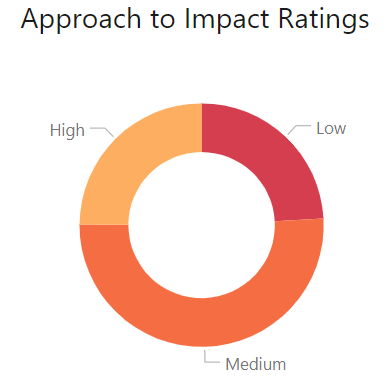 Approach to Impact Ratings
High
Low
Medium